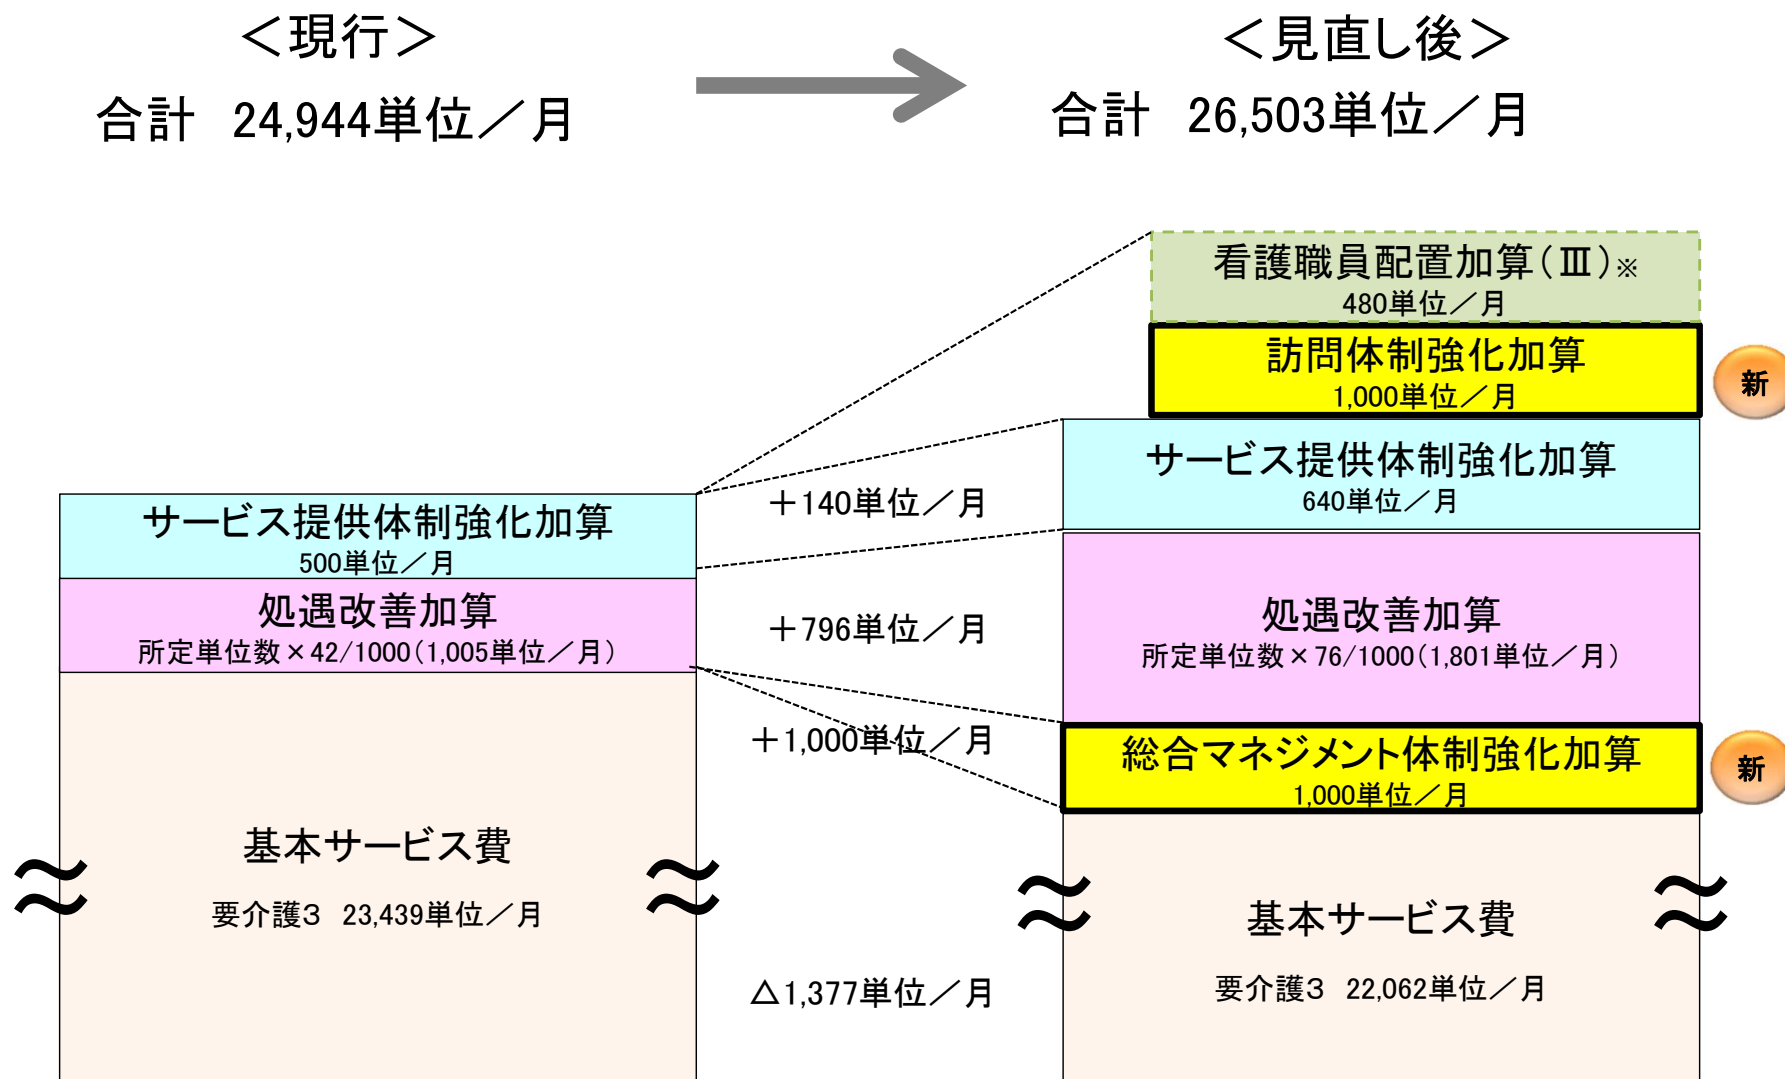 ＜現行＞
合計　24,944単位／月
＜見直し後＞
合計　26,503単位／月
看護職員配置加算（Ⅲ）※
480単位／月
訪問体制強化加算
1,000単位／月
新
サービス提供体制強化加算
640単位／月
＋140単位／月
サービス提供体制強化加算
500単位／月
処遇改善加算
所定単位数×42/1000（1,005単位／月）
＋796単位／月
処遇改善加算
所定単位数×76/1000（1,801単位／月）
＋1,000単位／月
総合マネジメント体制強化加算
1,000単位／月
新
基本サービス費
要介護3　23,439単位／月
△1,377単位／月
基本サービス費
要介護3　22,062単位／月